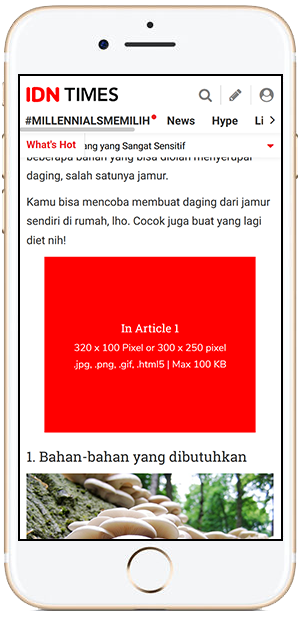 IDN TIMES
#MILLENNIALSMEMILIH News Hype Li
What's Hot ang yang Sangat Sensitif
beberapa bahan yang bisa diolah menyerupai
daging, salah satunya jamur.
Kamu bisa mencoba membuat daging dari jamur
sendiri di rumah, lho. Cocok juga buat yang lagi
diet nih!
In Article 1
320 x 100 Pixel or 300 x 250 pixel
.jpg, .png, .gif, .html5 | Max 100 KB
1. Bahan-bahan yang dibutuhkan